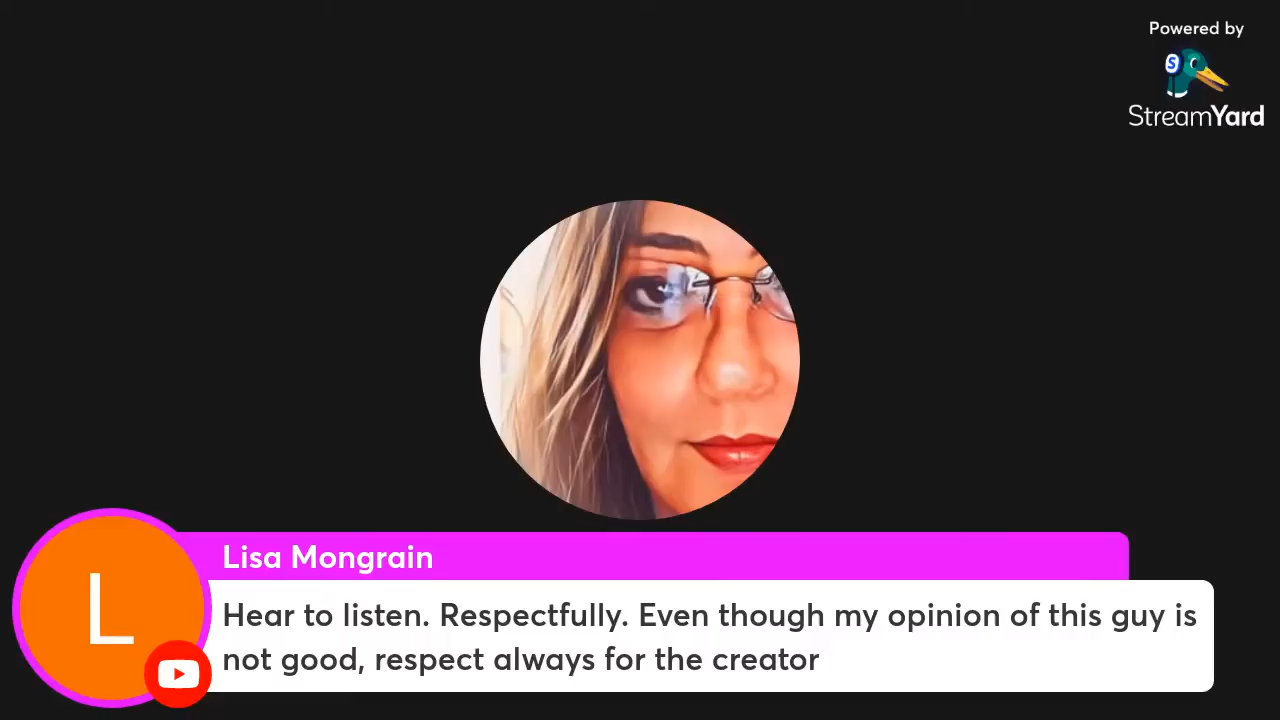 Powered by
S
StreamYard
L
Lisa Mongrain
Hear to listen. Respectfully. Even though my opinion of this guy is
not good, respect always for the creator